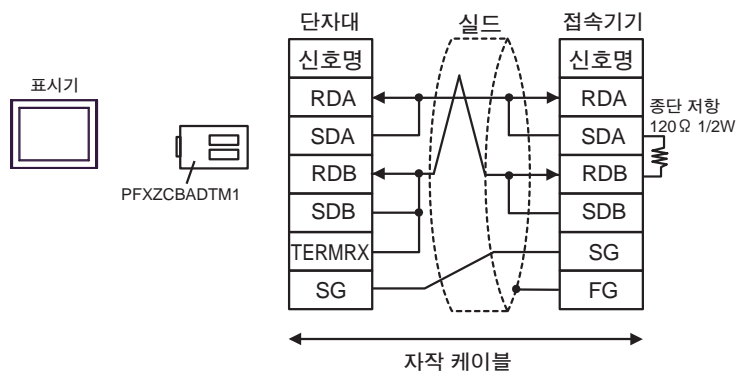 단자대
실드
접속기기
신호명
신호명
표시기
RDA
RDA
종단 저항
120Ω 1/2W
SDA
SDA
RDB
RDB
PFXZCBADTM1
SDB
SDB
TERMRX
SG
SG
FG
자작 케이블